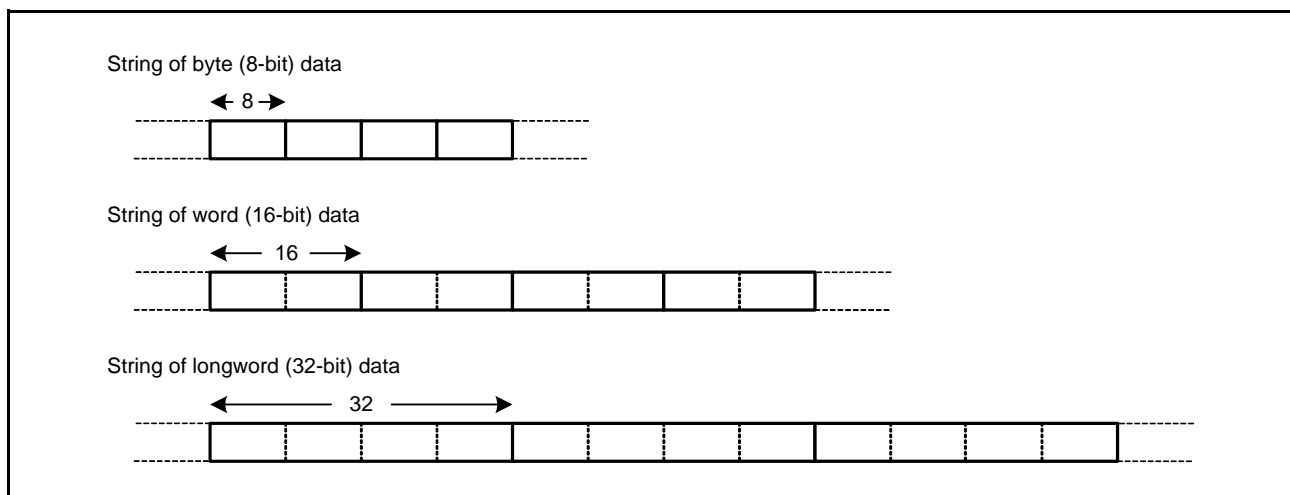 String of byte (8-bit) data
8
String of word (16-bit) data
16
String of longword (32-bit) data
32